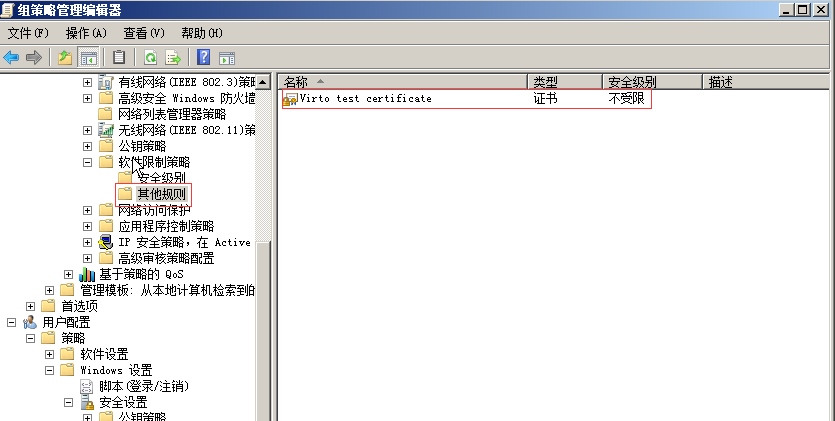 组策略管理编辑器
文件(F) 操作(A) 查看(V) 帮助(H)
有线网络(IEEE 802.3)策略
高级安全 Windows 防火墙
网络列表管理器策略
无线网络(IEEE 802.11)策
公钥策略
软件限制策略
安全级别
其他规则
网络访问保护
应用程序控制策略
IP 安全策略，在 Active
高级审核策略配置
基于策略的 QoS
管理模板: 从本地计算机检索到的
首选项
用户配置
策略
软件设置
Windows 设置
脚本(登录/注销)
安全设置
公钥策略
名称 类型 安全级别 描述
Virto test certificate 证书 不受限